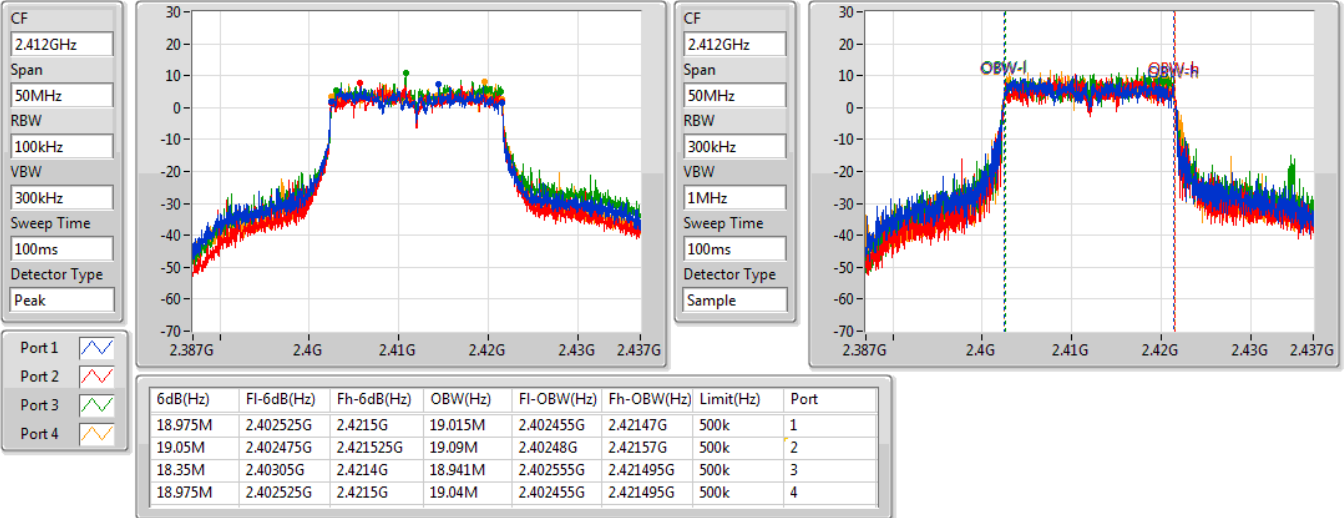 CF
2.412GHz
Span
50MHz
RBW
100kHz
VBW
300kHz
Sweep Time
100ms
Detector Type
Peak
30
20
10
0
-10
-20
-30
-40
-50
-60
-70
2.387G 2.4G 2.41G 2.42G 2.43G 2.437G
CF
2.412GHz
Span
50MHz
RBW
300kHz
VBW
1MHz
Sweep Time
100ms
Detector Type
Sample
30
20
10
0
-10
-20
-30
-40
-50
-60
-70
OBW-l OBW-h
2.387G 2.4G 2.41G 2.42G 2.43G 2.437G
Port 1
Port 2
Port 3
Port 4
6dB(Hz) Fl-6dB(Hz) Fh-6dB(Hz) OBW(Hz) Fl-OBW(Hz) Fh-OBW(Hz) Limit(Hz) Port
18.975M 2.402525G 2.4215G 19.015M 2.402455G 2.42147G 500k 1
19.05M 2.402475G 2.421525G 19.09M 2.40248G 2.42157G 500k 2
18.35M 2.40305G 2.4214G 18.941M 2.402555G 2.421495G 500k 3
18.975M 2.402525G 2.4215G 19.04M 2.402455G 2.421495G 500k 4